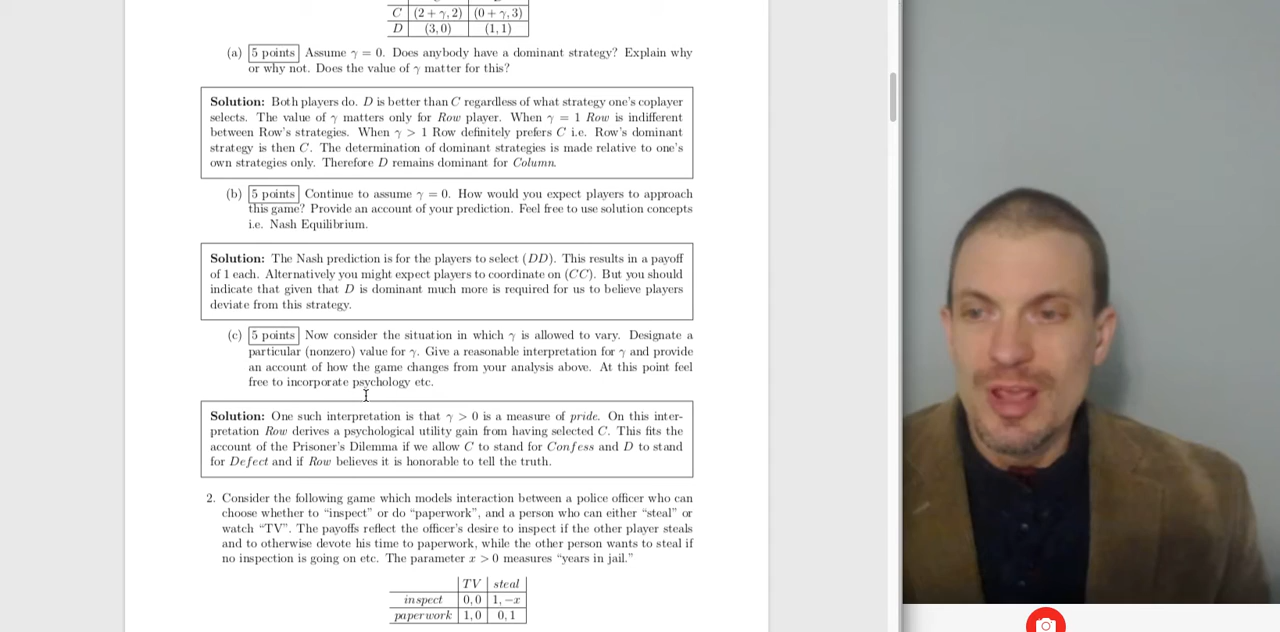 C (2 + γ, 2) (0 + γ, 3)
D (3, 0) (1, 1)
(a) 5 points Assume γ = 0. Does anybody have a dominant strategy? Explain why
or why not. Does the value of γ matter for this?
Solution: Both players do. D is better than C regardless of what strategy one's coplayer
selects. The value of γ matters only for Row player. When γ = 1 Row is indifferent
between Row's strategies. When γ > 1 Row definitely prefers C i.e. Row's dominant
strategy is then C. The determination of dominant strategies is made relative to one's
own strategies only. Therefore D remains dominant for Column.
(b) 5 points Continue to assume γ = 0. How would you expect players to approach
this game? Provide an account of your prediction. Feel free to use solution concepts
i.e. Nash Equilibrium.
Solution: The Nash prediction is for the players to select (DD). This results in a payoff
of 1 each. Alternatively you might expect players to coordinate on (CC). But you should
indicate that given that D is dominant much more is required for us to believe players
deviate from this strategy.
(c) 5 points Now consider the situation in which γ is allowed to vary. Designate a
particular (nonzero) value for γ. Give a reasonable interpretation for γ and provide
an account of how the game changes from your analysis above. At this point feel
free to incorporate psychology etc.
Solution: One such interpretation is that γ > 0 is a measure of pride. On this inter-
pretation Row derives a psychological utility gain from having selected C. This fits the
account of the Prisoner's Dilemma if we allow C to stand for Confess and D to stand
for Defect and if Row believes it is honorable to tell the truth.
2. Consider the following game which models interaction between a police officer who can
choose whether to "inspect" or do "paperwork", and a person who can either "steal" or
watch "TV". The payoffs reflect the officer's desire to inspect if the other player steals
and to otherwise devote his time to paperwork, while the other person wants to steal if
no inspection is going on etc. The parameter x > 0 measures "years in jail."
TV steal
inspect 0, 0 1, −x
paperwork 1, 0 0, 1